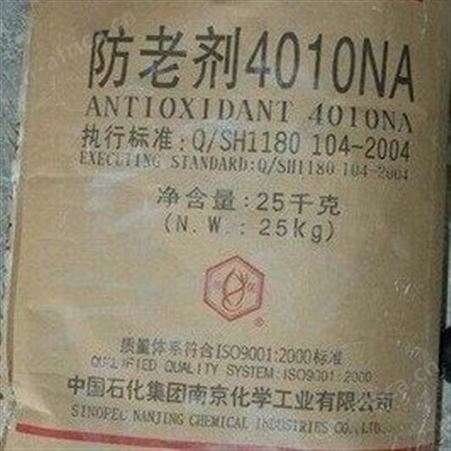 防老剂4010NA
ANTIOXIDANT 4010NA
执行标准:Q/SH1180 104-2004
EXECUTING STANDARD:Q/SH1180 104-2004
净含量:25千克
(N.W.:25kg)
®
质量体系符合ISO9001:2000标准
QUALIFIED QUALITY SYSTEM:ISO9001:2000
中国石化集团南京化学工业有限公司
SINOPEC NANJING CHEMICAL INDUSTRIES CO.,LTD.